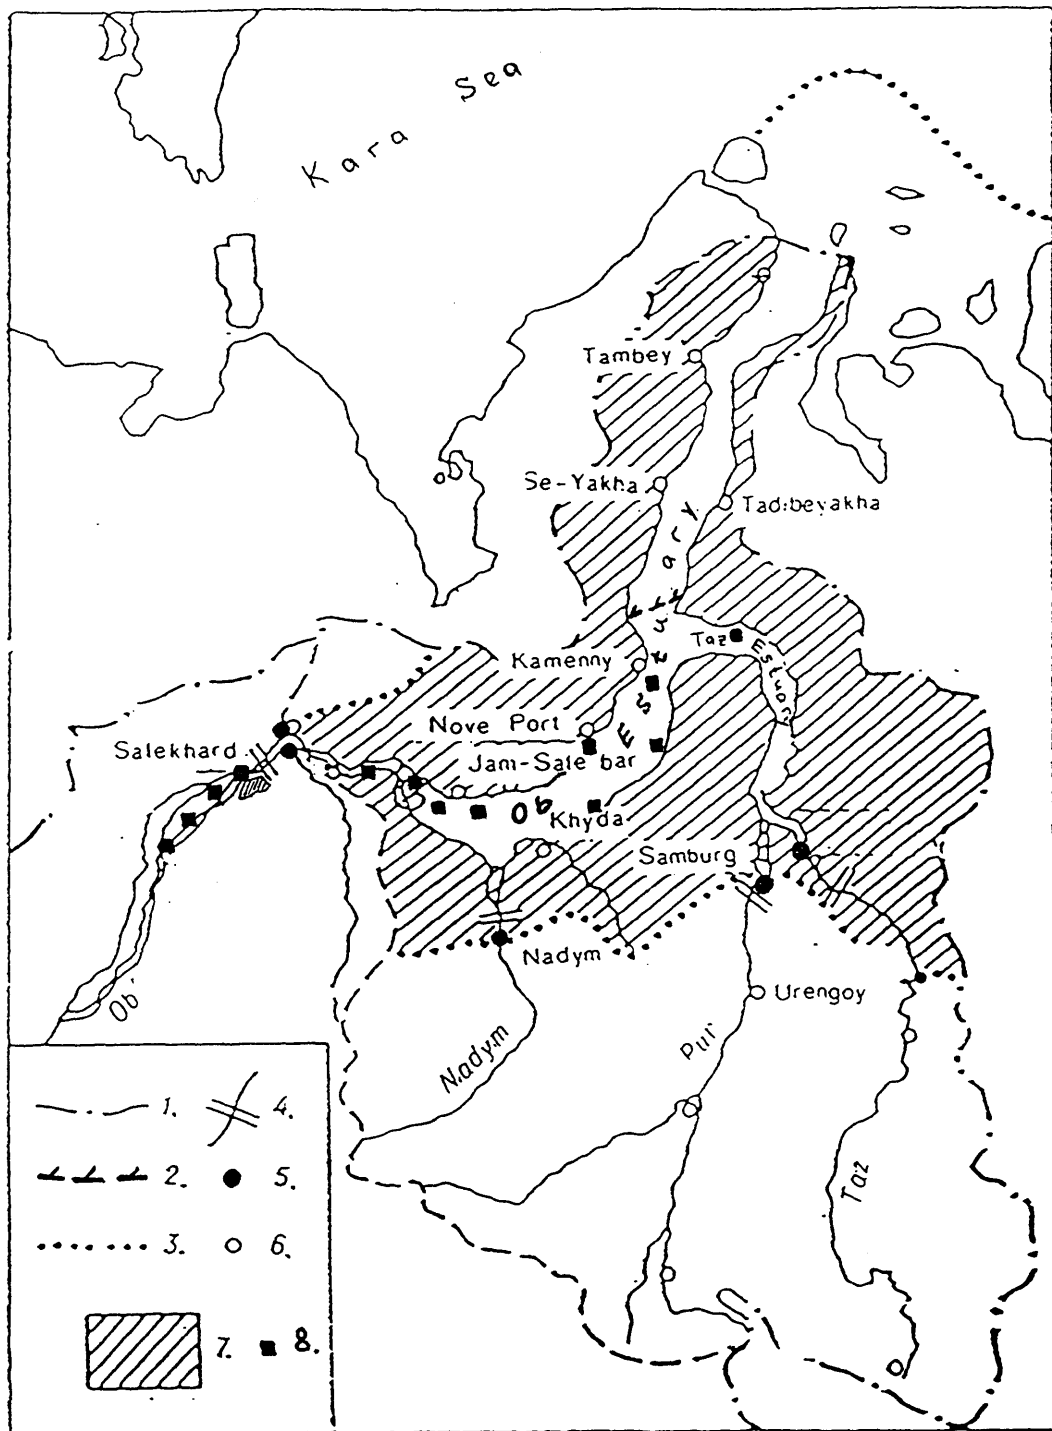 Kara Sea
Tambey
Se-Yakha
Tadibeyakha
Taz Estuary
Kamenny
Nove Port
Salekhard
Jam-Sale bar
Ob Estuary
Khyda
Samburg
Nadym
Urengoy
Ob
Nadym
Pur
Taz
1. 4.
2. 5.
3. 6.
7. 8.